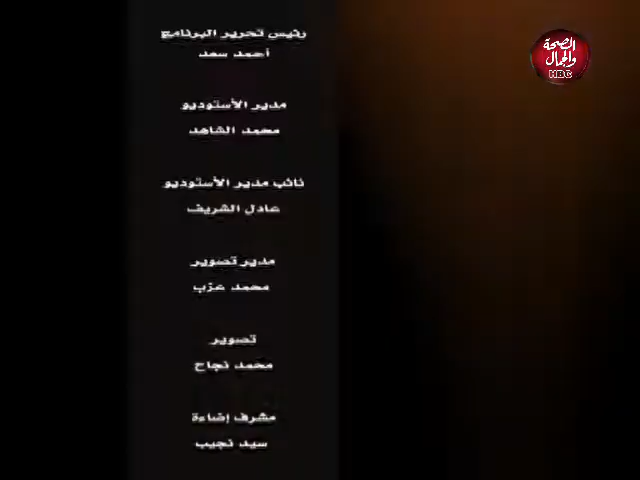 رئيس تحرير البرنامج
أحمد سعد
مدير الأستوديو
محمد الشاهد
نائب مدير الأستوديو
عادل الشريف
مدير تصوير
محمد عزب
تصوير
محمد نجاح
مشرف إضاءة
سيد نجيب
الصحة
والجمال
HBC